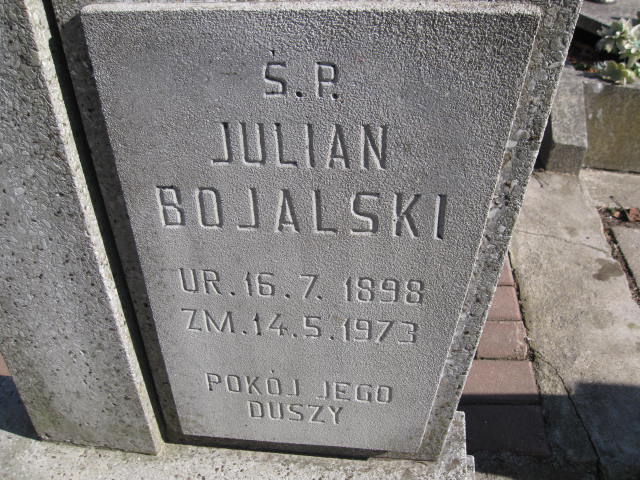 Ś.P.
JULIAN
BOJALSKI
UR.16.7.1898
ZM.14.5.1973
POKÓJ JEGO
DUSZY